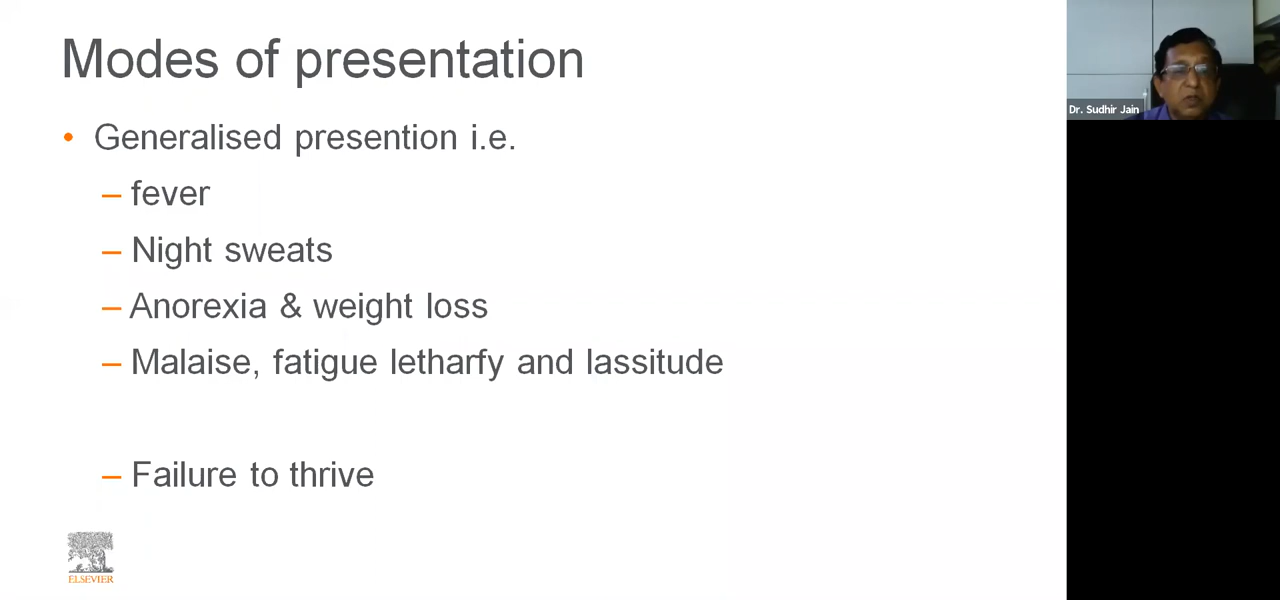 Modes of presentation
• Generalised presention i.e.
– fever
– Night sweats
– Anorexia & weight loss
– Malaise, fatigue letharfy and lassitude
– Failure to thrive
ELSEVIER
Dr. Sudhir Jain